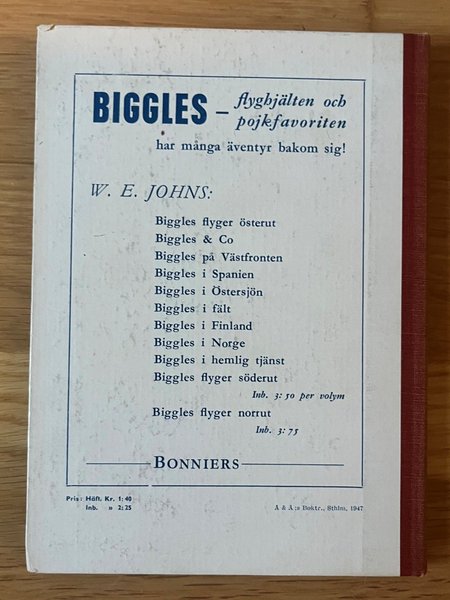 BIGGLES – flyghjälten och
pojkfavoriten
har många äventyr bakom sig!
W. E. JOHNS:
Biggles flyger österut
Biggles & Co
Biggles på Västfronten
Biggles i Spanien
Biggles i Östersjön
Biggles i fält
Biggles i Finland
Biggles i Norge
Biggles i hemlig tjänst
Biggles flyger söderut
Inb. 3: 50 per volym
Biggles flyger norrut
Inb. 3: 75
BONNIERS
Pris: Häft. Kr. 1: 40
Inb. » 2: 25
A & Å:s Boktr., Sthlm, 1947